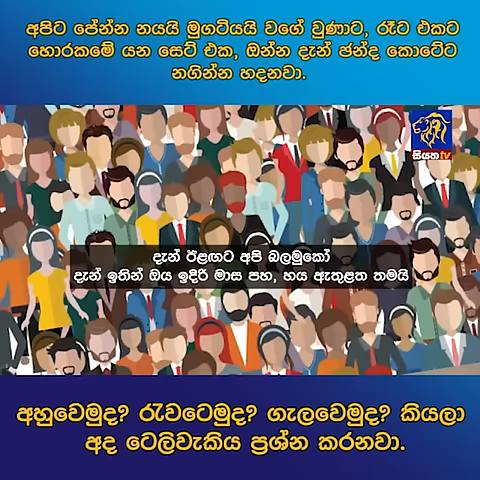 අපිට පේන්න නයයි මුගටියයි වගේ වුණාට, රෑට එකට
හොරකමේ යන සෙට් එක, ඔන්න දැන් ඡන්ද කොටේට
නගින්න හදනවා.
සියත tv
දැන් ඊළඟට අපි බලමුකෝ
දැන් ඉතින් ඔය ඉදිරි මාස පහ, හය ඇතුළත තමයි
අහුවෙමුද? රැවටෙමුද? ගැලවෙමුද? කියලා
අද ටෙලිවැකිය ප්‍රශ්න කරනවා.